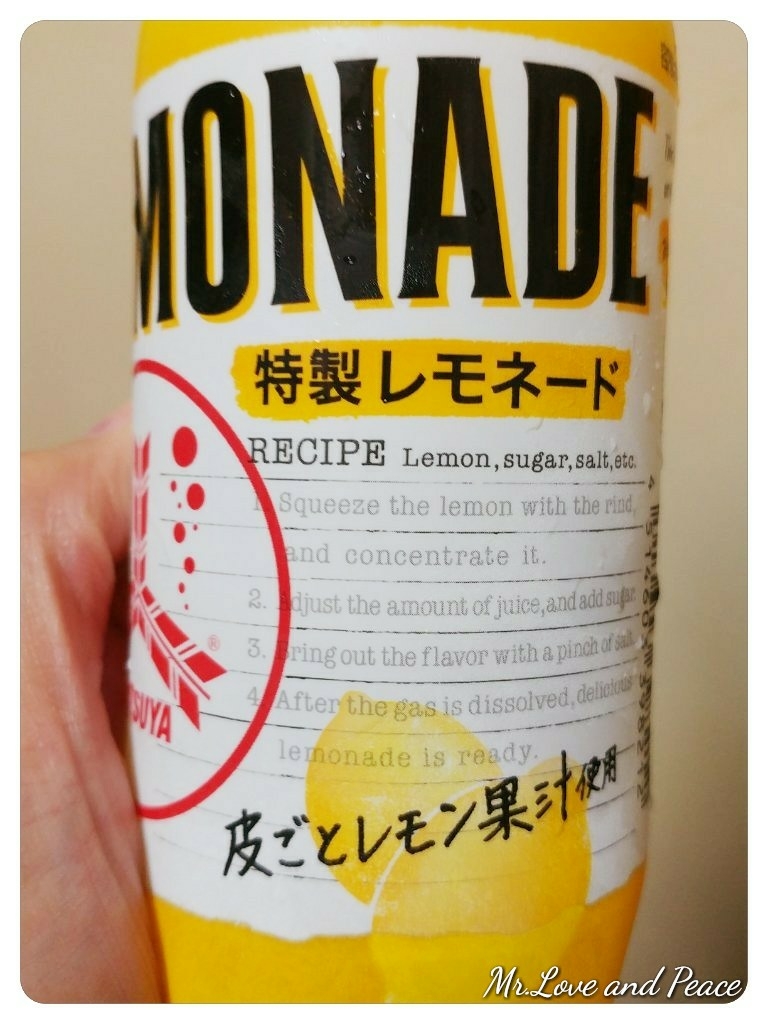 MONADE
特製レモネード
RECIPE Lemon, sugar, salt, etc.
1. Squeeze the lemon with the rind,
and concentrate it.
2. Adjust the amount of juice, and add sugar.
3. Bring out the flavor with a pinch of salt.
4. After the gas is dissolved, delicious
lemonade is ready.
TSUYA
®
皮ごとレモン果汁使用
Mr.Love and Peace